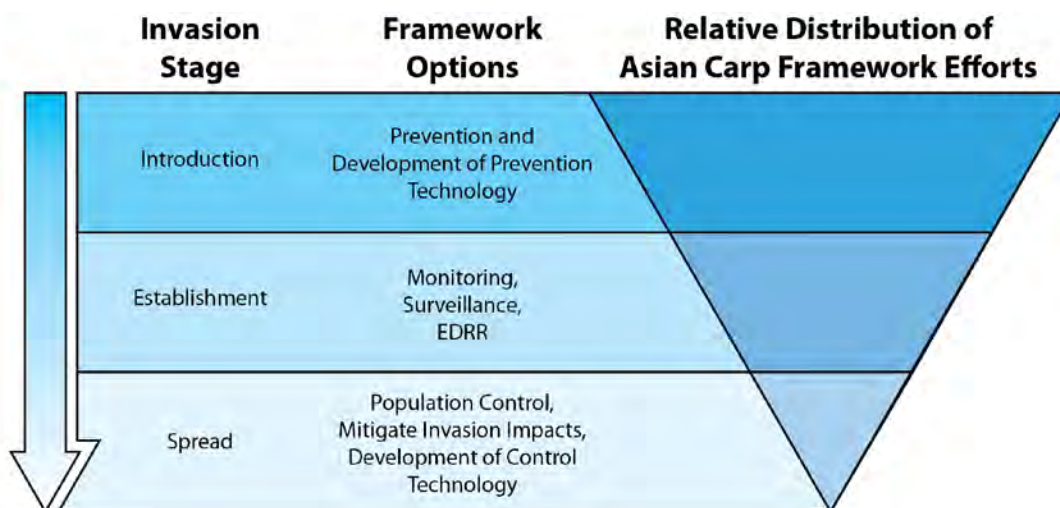 Invasion
Stage
Framework
Options
Relative Distribution of
Asian Carp Framework Efforts
Introduction
Prevention and
Development of Prevention
Technology
Establishment
Monitoring,
Surveillance,
EDRR
Spread
Population Control,
Mitigate Invasion Impacts,
Development of Control
Technology